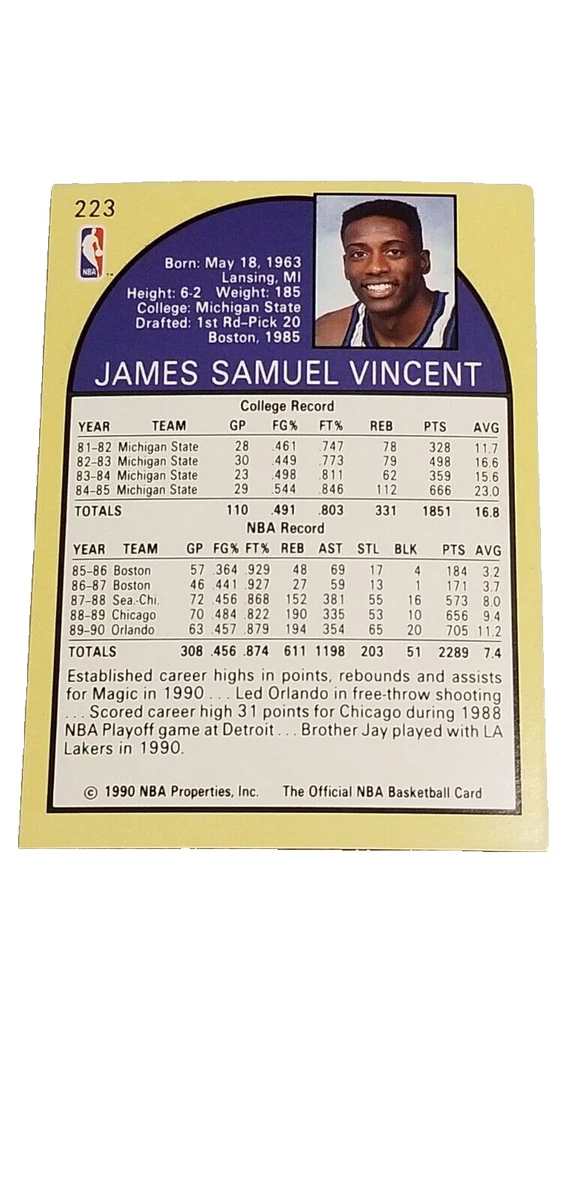 223
NBA
™
Born: May 18, 1963
Lansing, MI
Height: 6-2 Weight: 185
College: Michigan State
Drafted: 1st Rd–Pick 20
Boston, 1985
JAMES SAMUEL VINCENT
College Record
YEAR TEAM GP FG% FT% REB PTS AVG
81–82 Michigan State 28 .461 .747 78 328 11.7
82–83 Michigan State 30 .449 .773 79 498 16.6
83–84 Michigan State 23 .498 .811 62 359 15.6
84–85 Michigan State 29 .544 .846 112 666 23.0
TOTALS 110 .491 .803 331 1851 16.8
NBA Record
YEAR TEAM GP FG% FT% REB AST STL BLK PTS AVG
85–86 Boston 57 .364 .929 48 69 17 4 184 3.2
86–87 Boston 46 .441 .927 27 59 13 1 171 3.7
87–88 Sea.-Chi. 72 .456 .868 152 381 55 16 573 8.0
88–89 Chicago 70 .484 .822 190 335 53 10 656 9.4
89–90 Orlando 63 .457 .879 194 354 65 20 705 11.2
TOTALS 308 .456 .874 611 1198 203 51 2289 7.4
Established career highs in points, rebounds and assists
for Magic in 1990 . . . Led Orlando in free-throw shooting
. . . Scored career high 31 points for Chicago during 1988
NBA Playoff game at Detroit . . . Brother Jay played with LA
Lakers in 1990.
© 1990 NBA Properties, Inc. The Official NBA Basketball Card